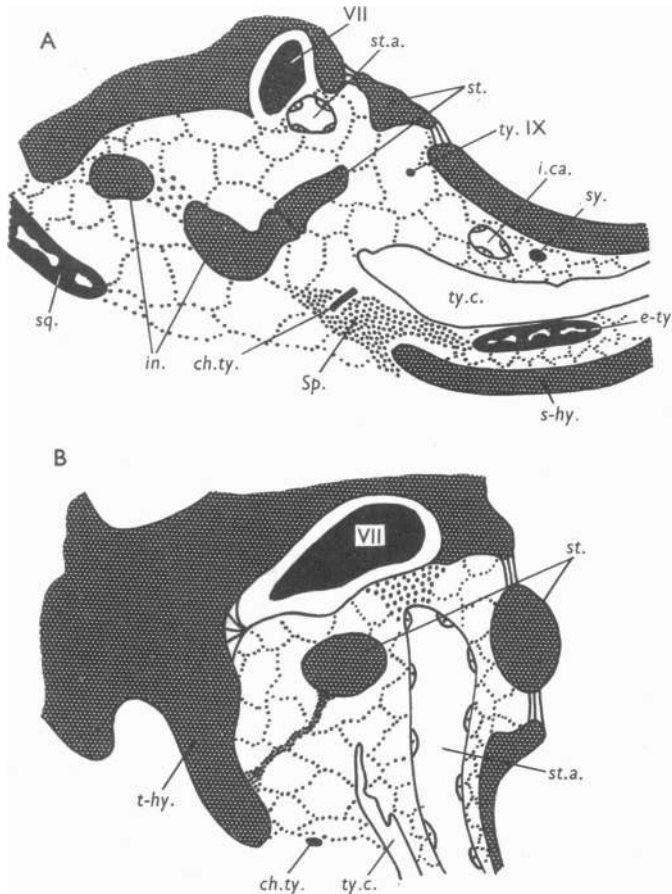 A
VII
st.a.
st.
ty. IX
i.ca.
sy.
ty.c.
e-ty
sq.
in.
ch.ty.
Sp.
s-hy.
B
VII
st.
st.a.
t-hy.
ch.ty.
ty.c.